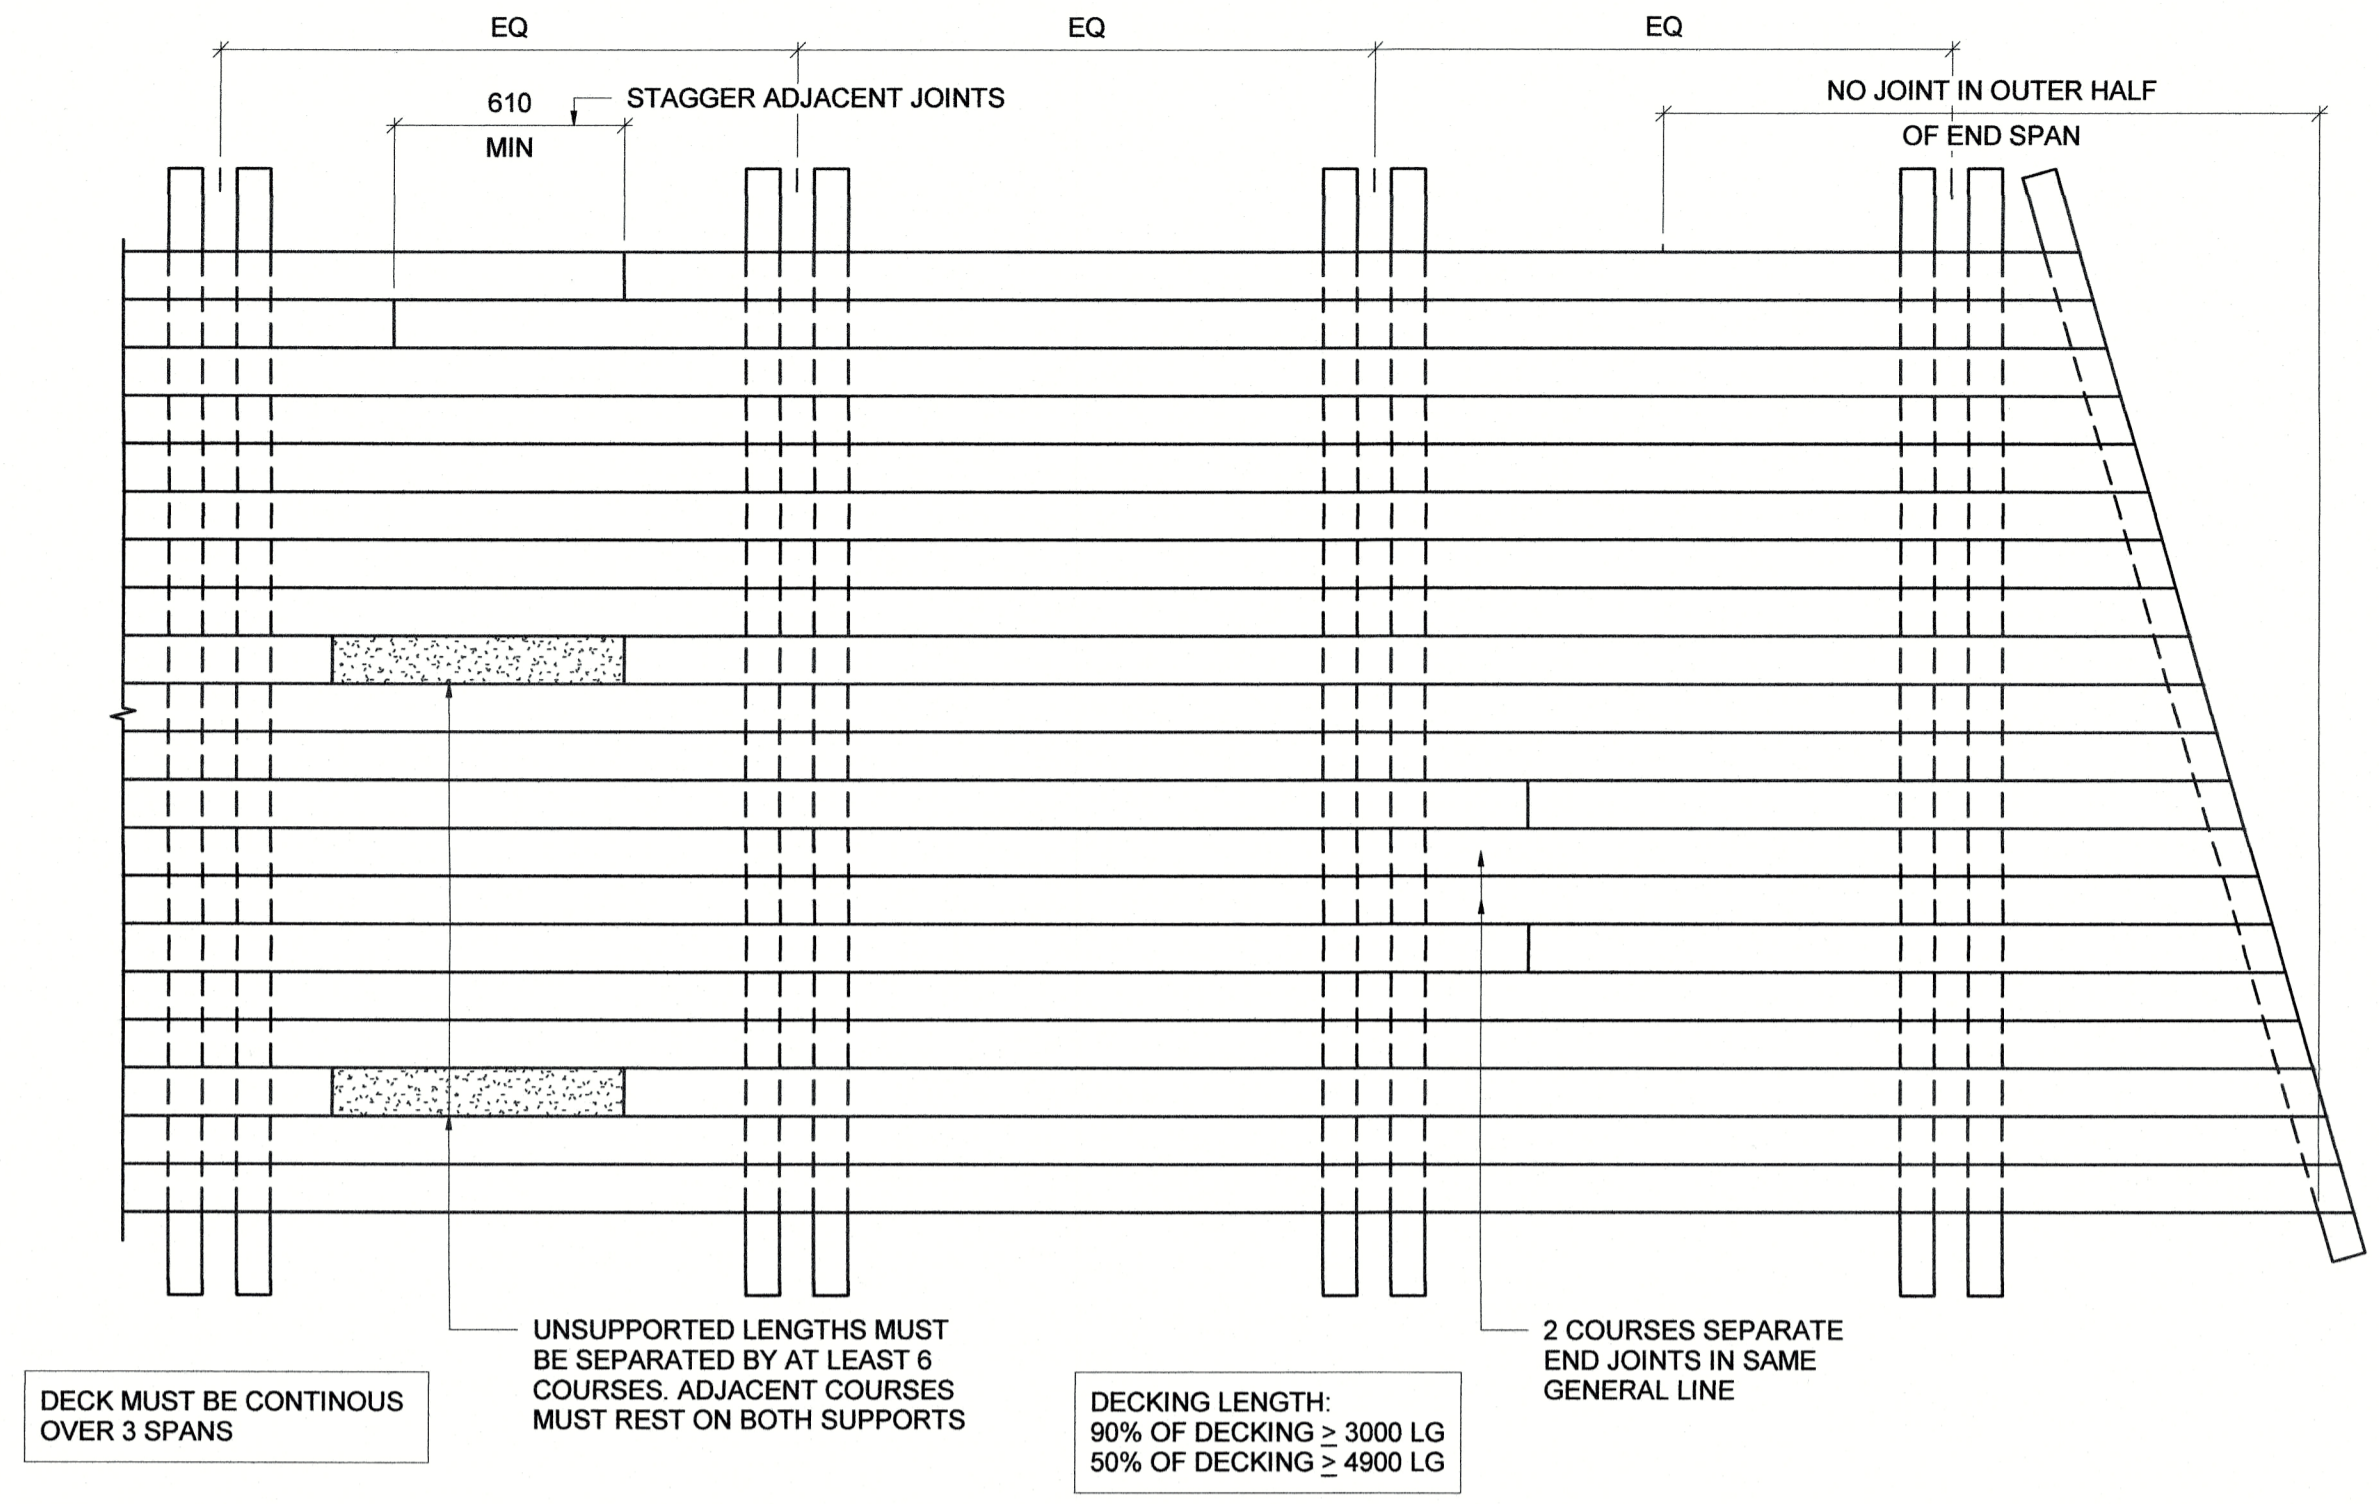 EQ
EQ
EQ
610
MIN
STAGGER ADJACENT JOINTS
NO JOINT IN OUTER HALF
OF END SPAN
UNSUPPORTED LENGTHS MUST
BE SEPARATED BY AT LEAST 6
COURSES. ADJACENT COURSES
MUST REST ON BOTH SUPPORTS
2 COURSES SEPARATE
END JOINTS IN SAME
GENERAL LINE
DECK MUST BE CONTINOUS
OVER 3 SPANS
DECKING LENGTH:
90% OF DECKING ≥ 3000 LG
50% OF DECKING ≥ 4900 LG